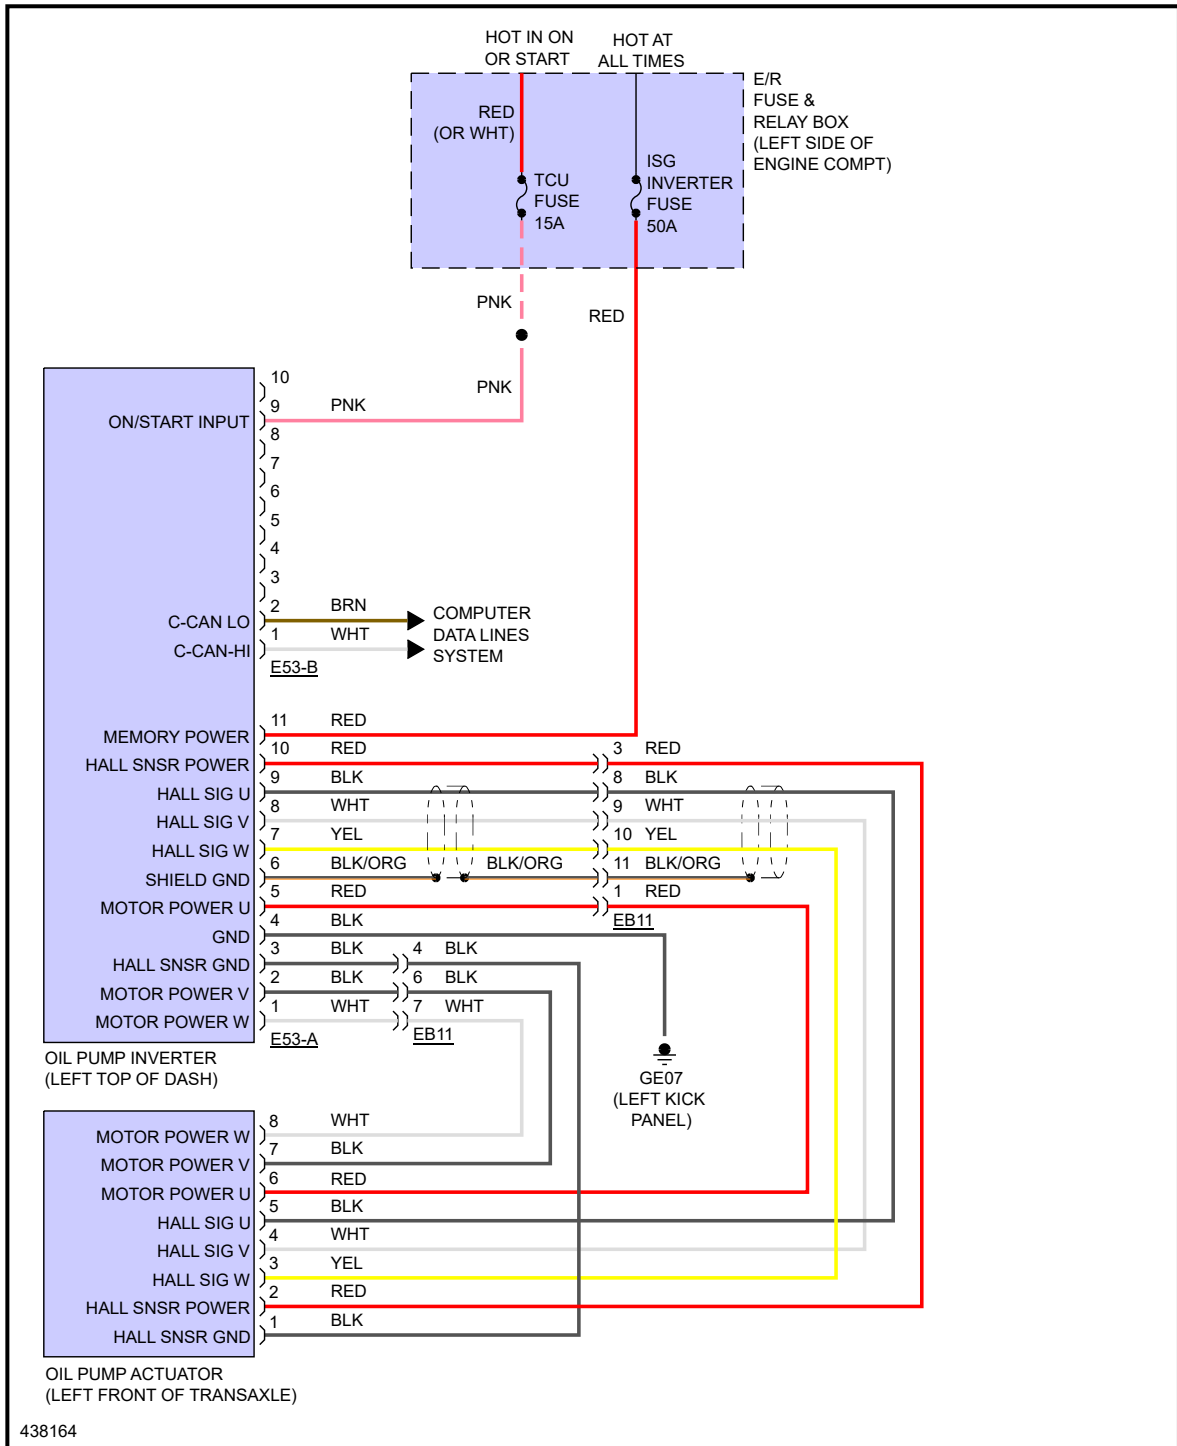 HOT IN ON
OR START
HOT AT
ALL TIMES
E/R
FUSE &
RELAY BOX
(LEFT SIDE OF
ENGINE COMPT)
RED
(OR WHT)
TCU
FUSE
15A
ISG
INVERTER
FUSE
50A
PNK
RED
PNK
10
9 PNK
ON/START INPUT
8
7
6
5
4
3
2 BRN
C-CAN LO
1 WHT
C-CAN-HI
E53-B
COMPUTER
DATA LINES
SYSTEM
11 RED
MEMORY POWER
10 RED 3 RED
HALL SNSR POWER
9 BLK 8 BLK
HALL SIG U
8 WHT 9 WHT
HALL SIG V
7 YEL 10 YEL
HALL SIG W
6 BLK/ORG BLK/ORG 11 BLK/ORG
SHIELD GND
5 RED 1 RED
MOTOR POWER U
EB11
4 BLK
GND
3 BLK 4 BLK
HALL SNSR GND
2 BLK 6 BLK
MOTOR POWER V
1 WHT 7 WHT
MOTOR POWER W
E53-A EB11
OIL PUMP INVERTER
(LEFT TOP OF DASH)
GE07
(LEFT KICK
PANEL)
8 WHT
MOTOR POWER W
7 BLK
MOTOR POWER V
6 RED
MOTOR POWER U
5 BLK
HALL SIG U
4 WHT
HALL SIG V
3 YEL
HALL SIG W
2 RED
HALL SNSR POWER
1 BLK
HALL SNSR GND
OIL PUMP ACTUATOR
(LEFT FRONT OF TRANSAXLE)
438164